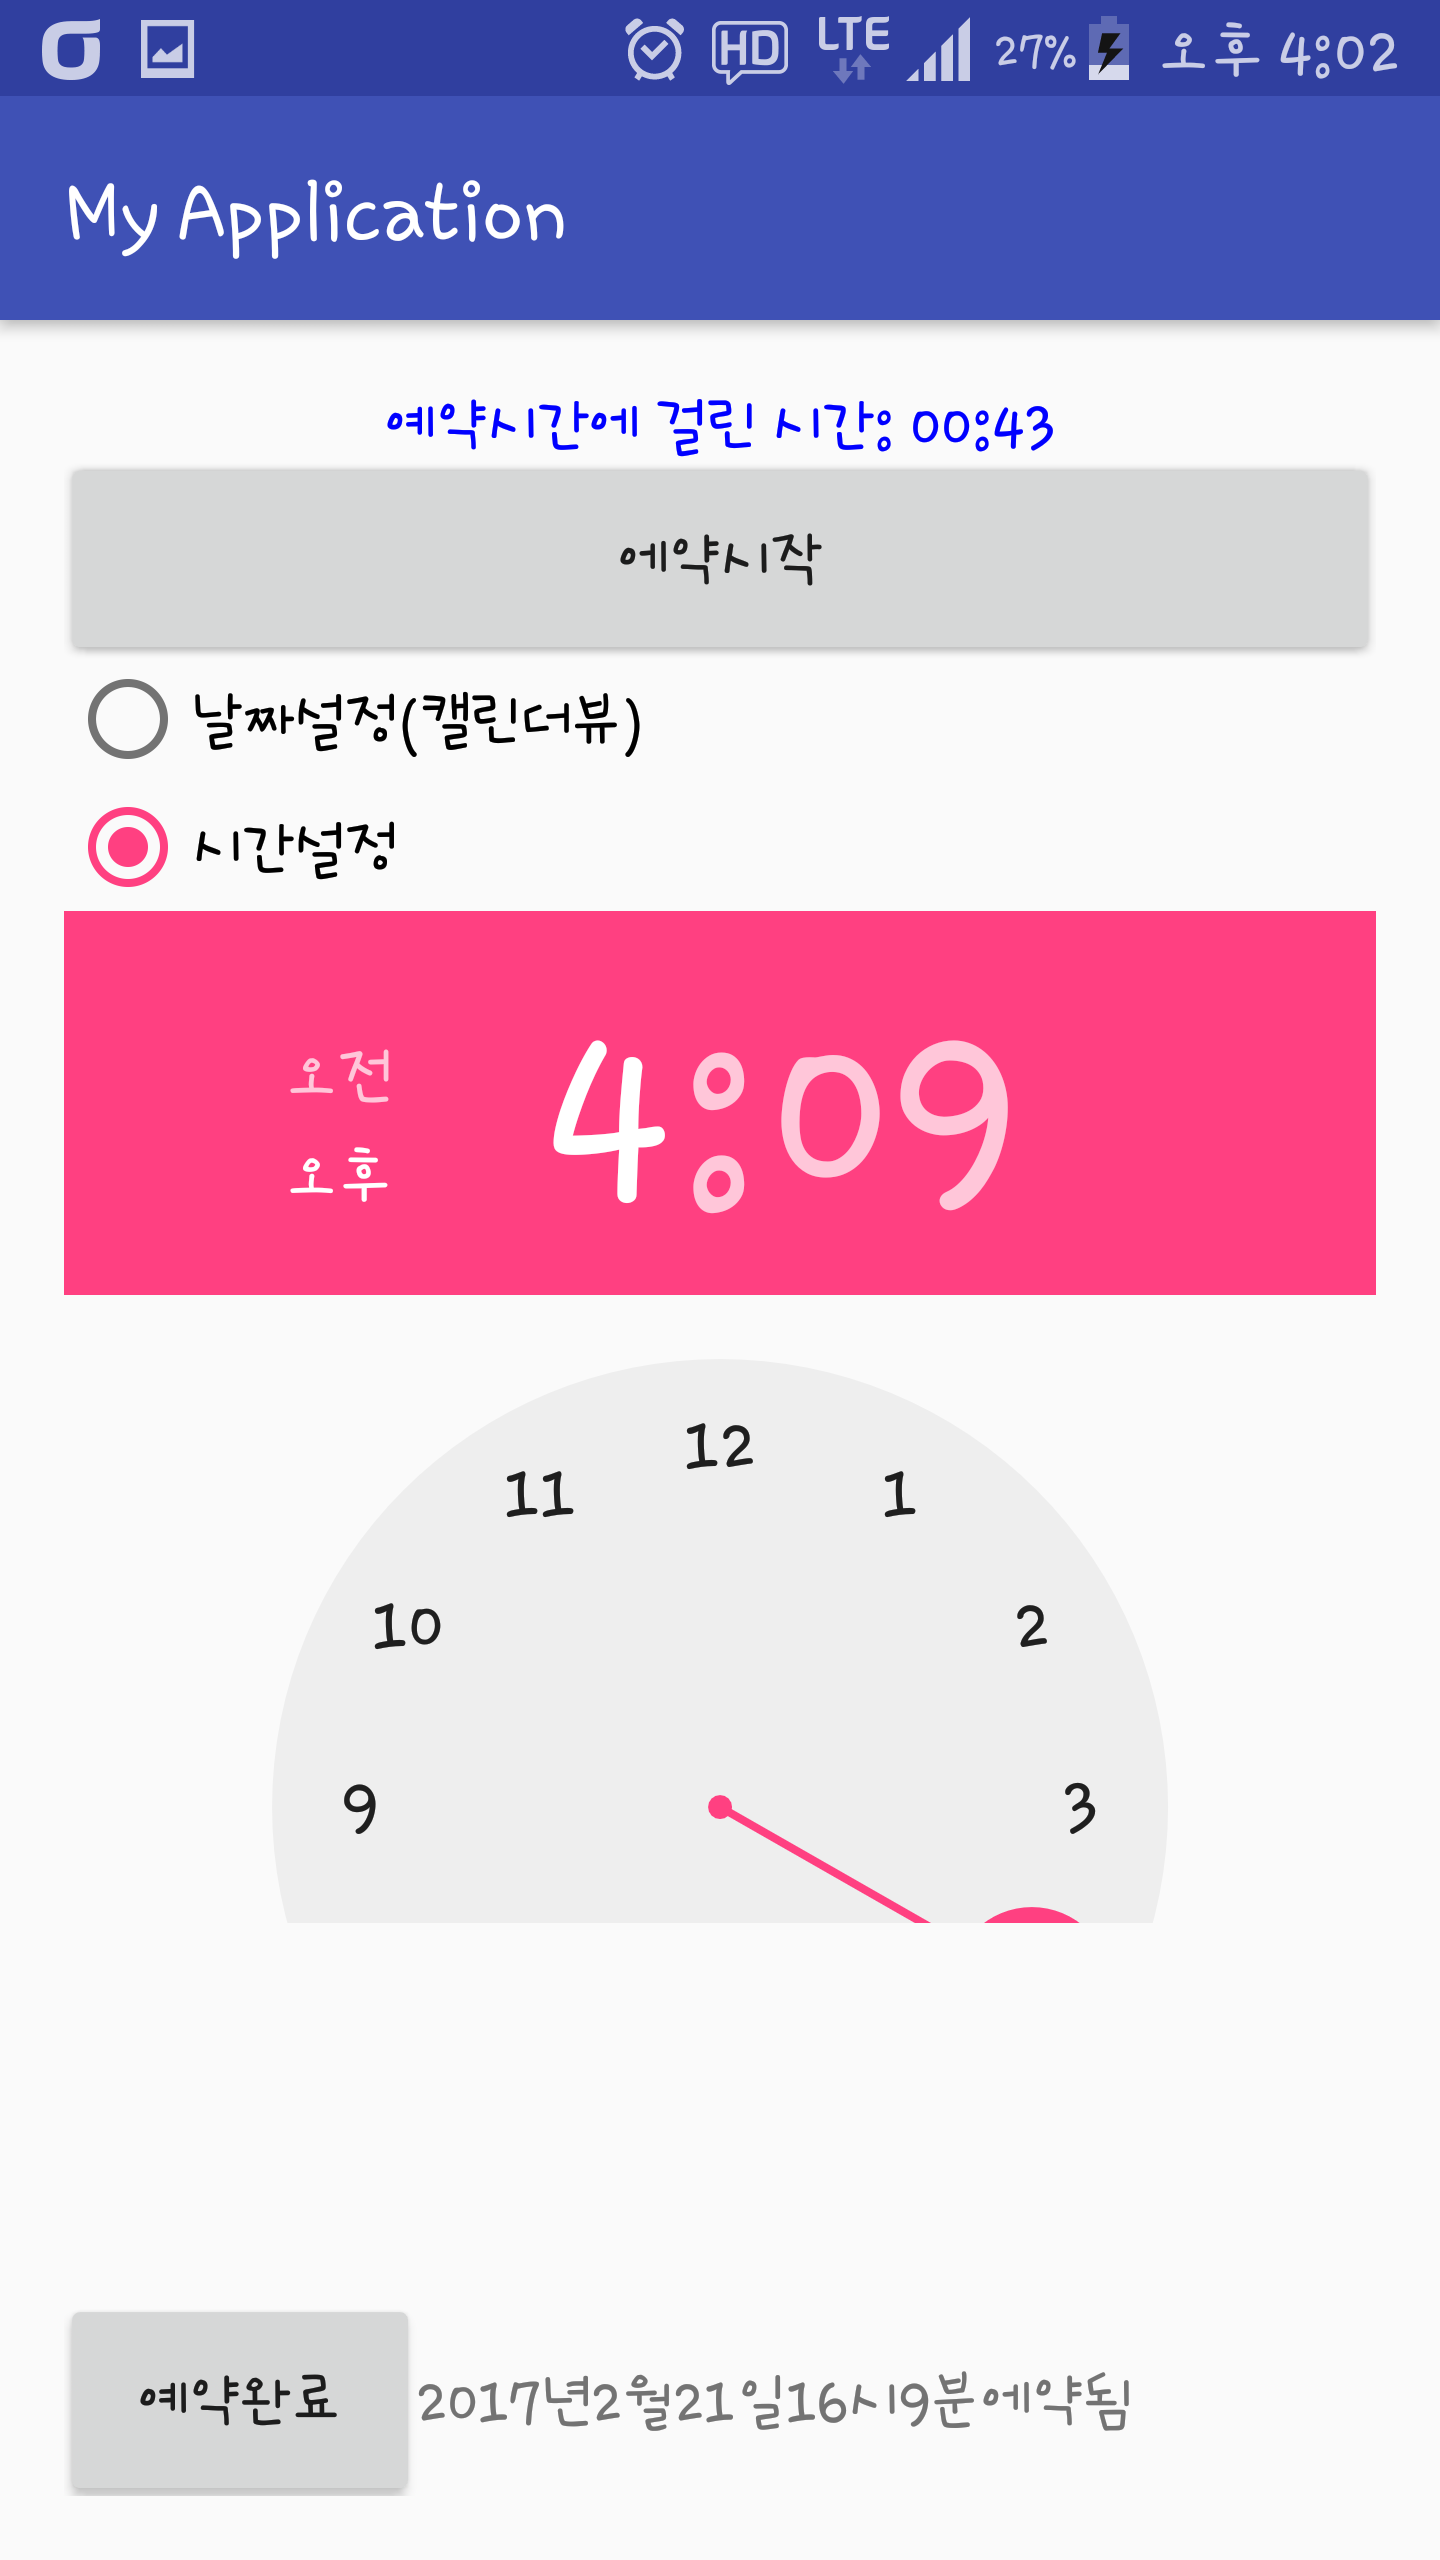 HD LTE 27% 오후 4:02
My Application
예약시간에 걸린 시간: 00:43
에약시작
날짜설정(캘린더뷰)
시간설정
오전
오후
4:09
12
11
1
10
2
9
3
예약완료
2017년2월21일16시9분에약돔